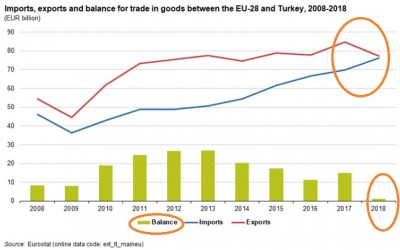 Imports, exports and balance for trade in goods between the EU-28 and Turkey, 2008-2018
(EUR billion)
90
80
70
60
50
40
30
20
10
0
2008 2009 2010 2011 2012 2013 2014 2015 2016 2017 2018
Balance Imports Exports
Source: Eurostat (online data code: ext_lt_maineu)